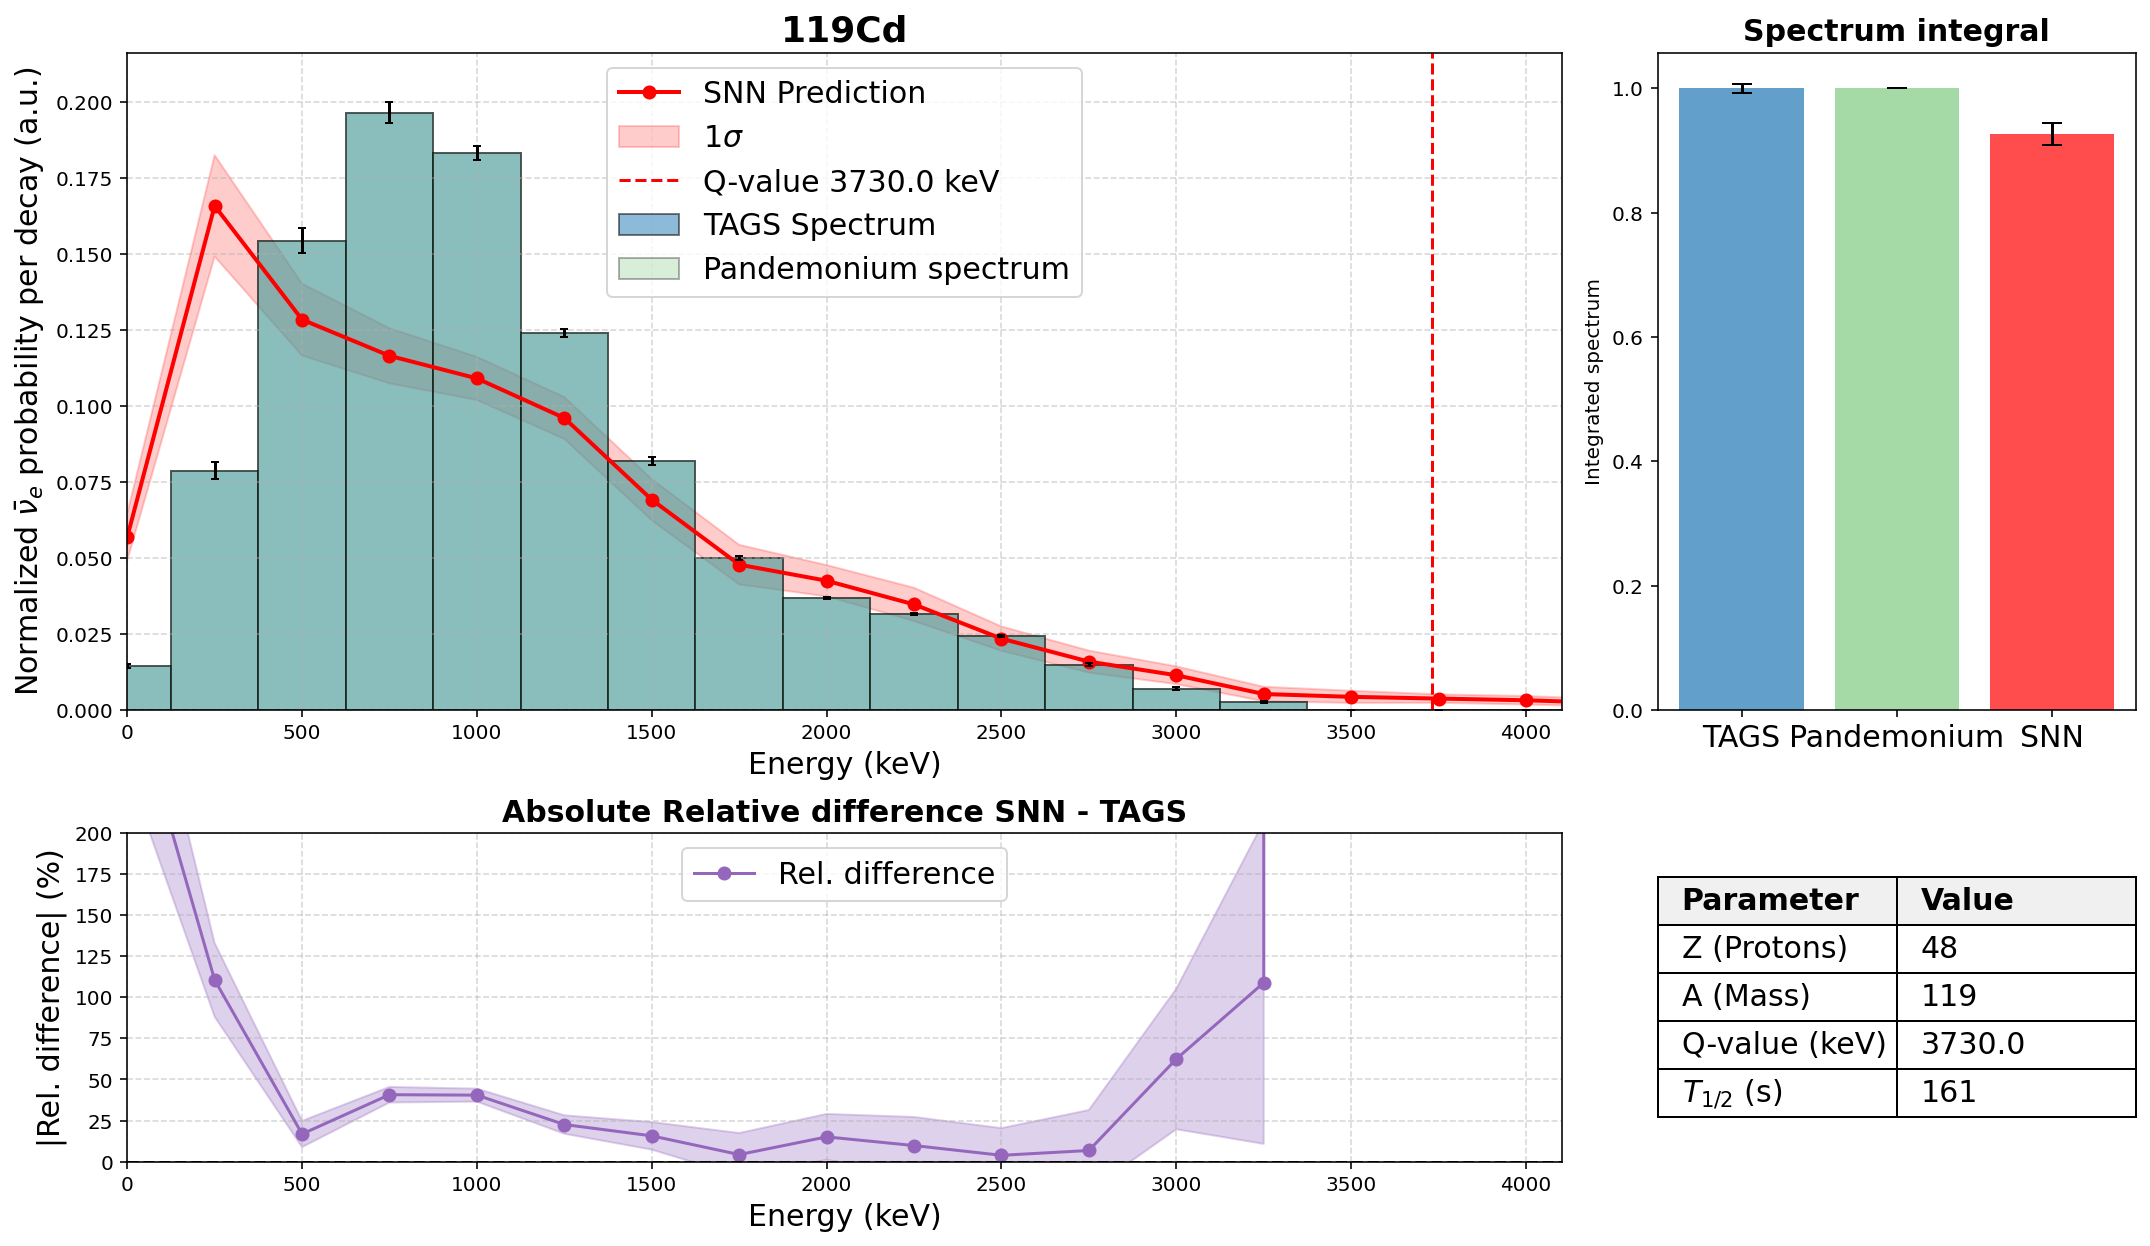 119Cd
Normalized ν̄e probability per decay (a.u.)
0.200
0.175
0.150
0.125
0.100
0.075
0.050
0.025
0.000
SNN Prediction
1σ
Q-value 3730.0 keV
TAGS Spectrum
Pandemonium spectrum
0 500 1000 1500 2000 2500 3000 3500 4000
Energy (keV)
Spectrum integral
Integrated spectrum
1.0
0.8
0.6
0.4
0.2
0.0
TAGS Pandemonium SNN
Absolute Relative difference SNN - TAGS
|Rel. difference| (%)
200
175
150
125
100
75
50
25
0
Rel. difference
0 500 1000 1500 2000 2500 3000 3500 4000
Energy (keV)
Parameter Value
Z (Protons) 48
A (Mass) 119
Q-value (keV) 3730.0
T1/2 (s) 161